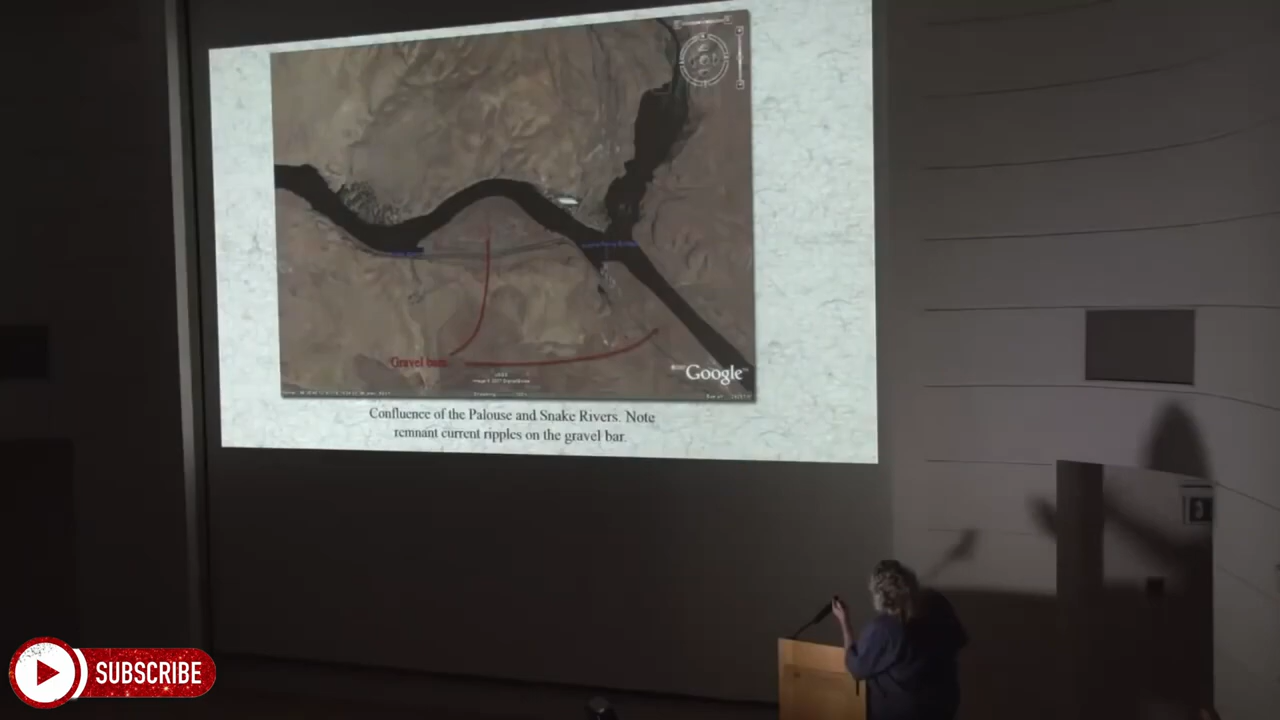 Gravel bars
Google
Confluence of the Palouse and Snake Rivers. Note
remnant current ripples on the gravel bar.
SUBSCRIBE